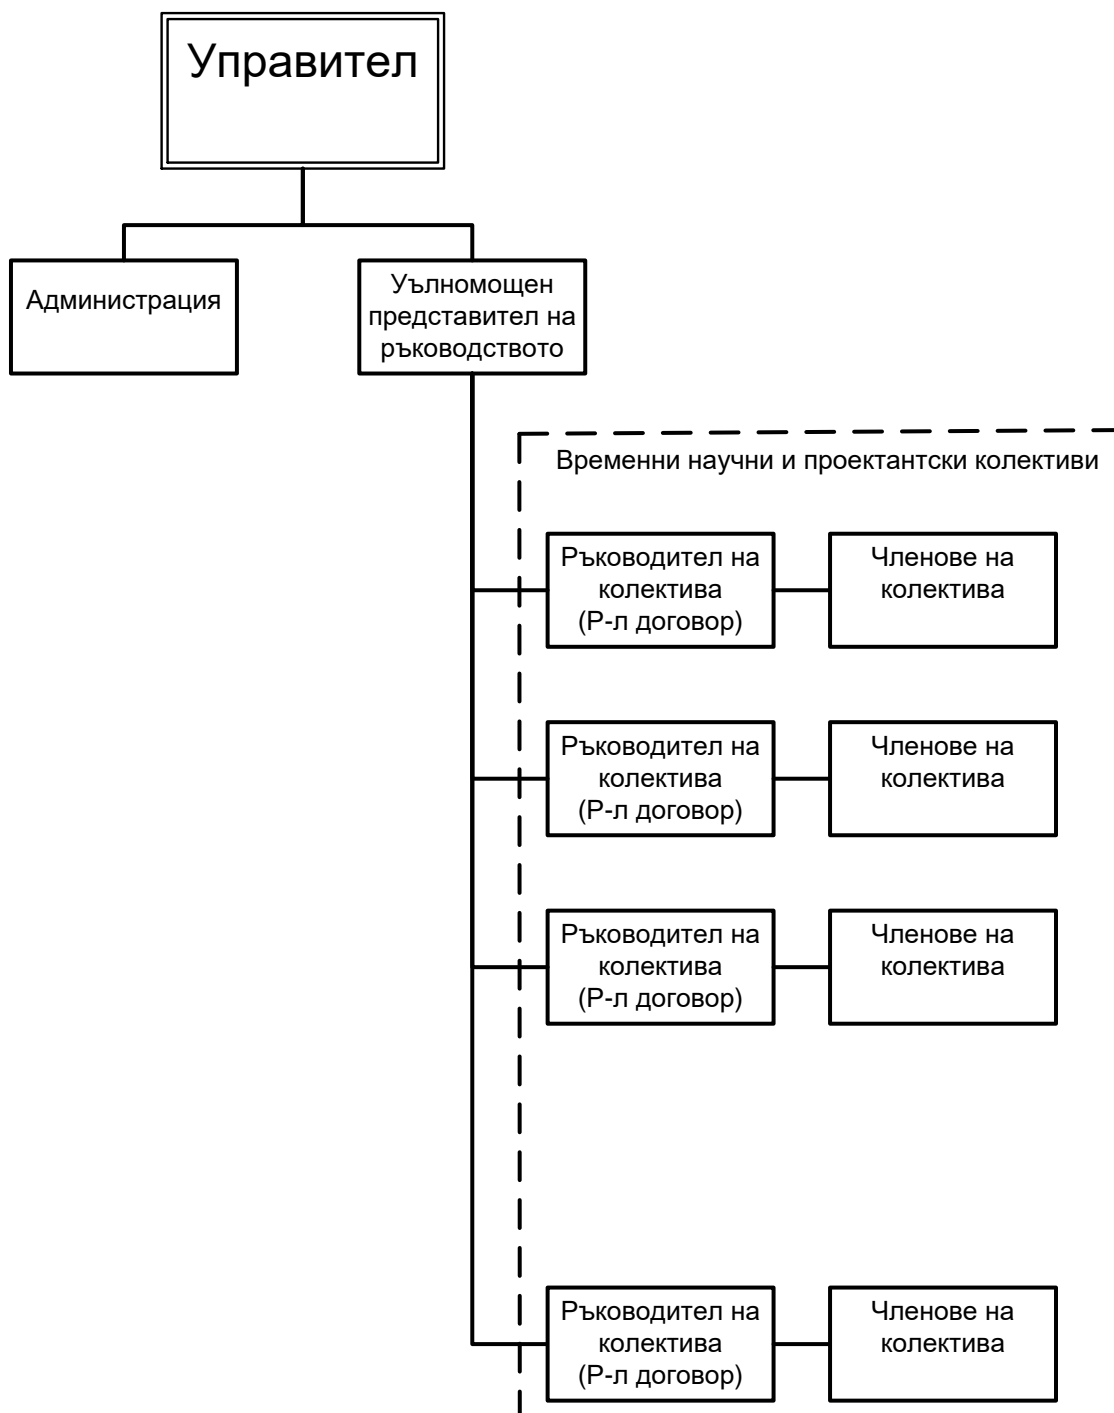 Управител
Администрация
Уълномощен
представител на
ръководството
Временни научни и проектантски колективи
Ръководител на
колектива
(Р-л договор)
Членове на
колектива
Ръководител на
колектива
(Р-л договор)
Членове на
колектива
Ръководител на
колектива
(Р-л договор)
Членове на
колектива
Ръководител на
колектива
(Р-л договор)
Членове на
колектива